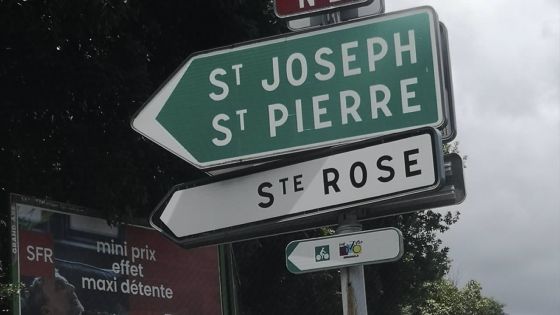 St JOSEPH
St PIERRE
Ste ROSE
SFR
mini prix
effet
maxi détente